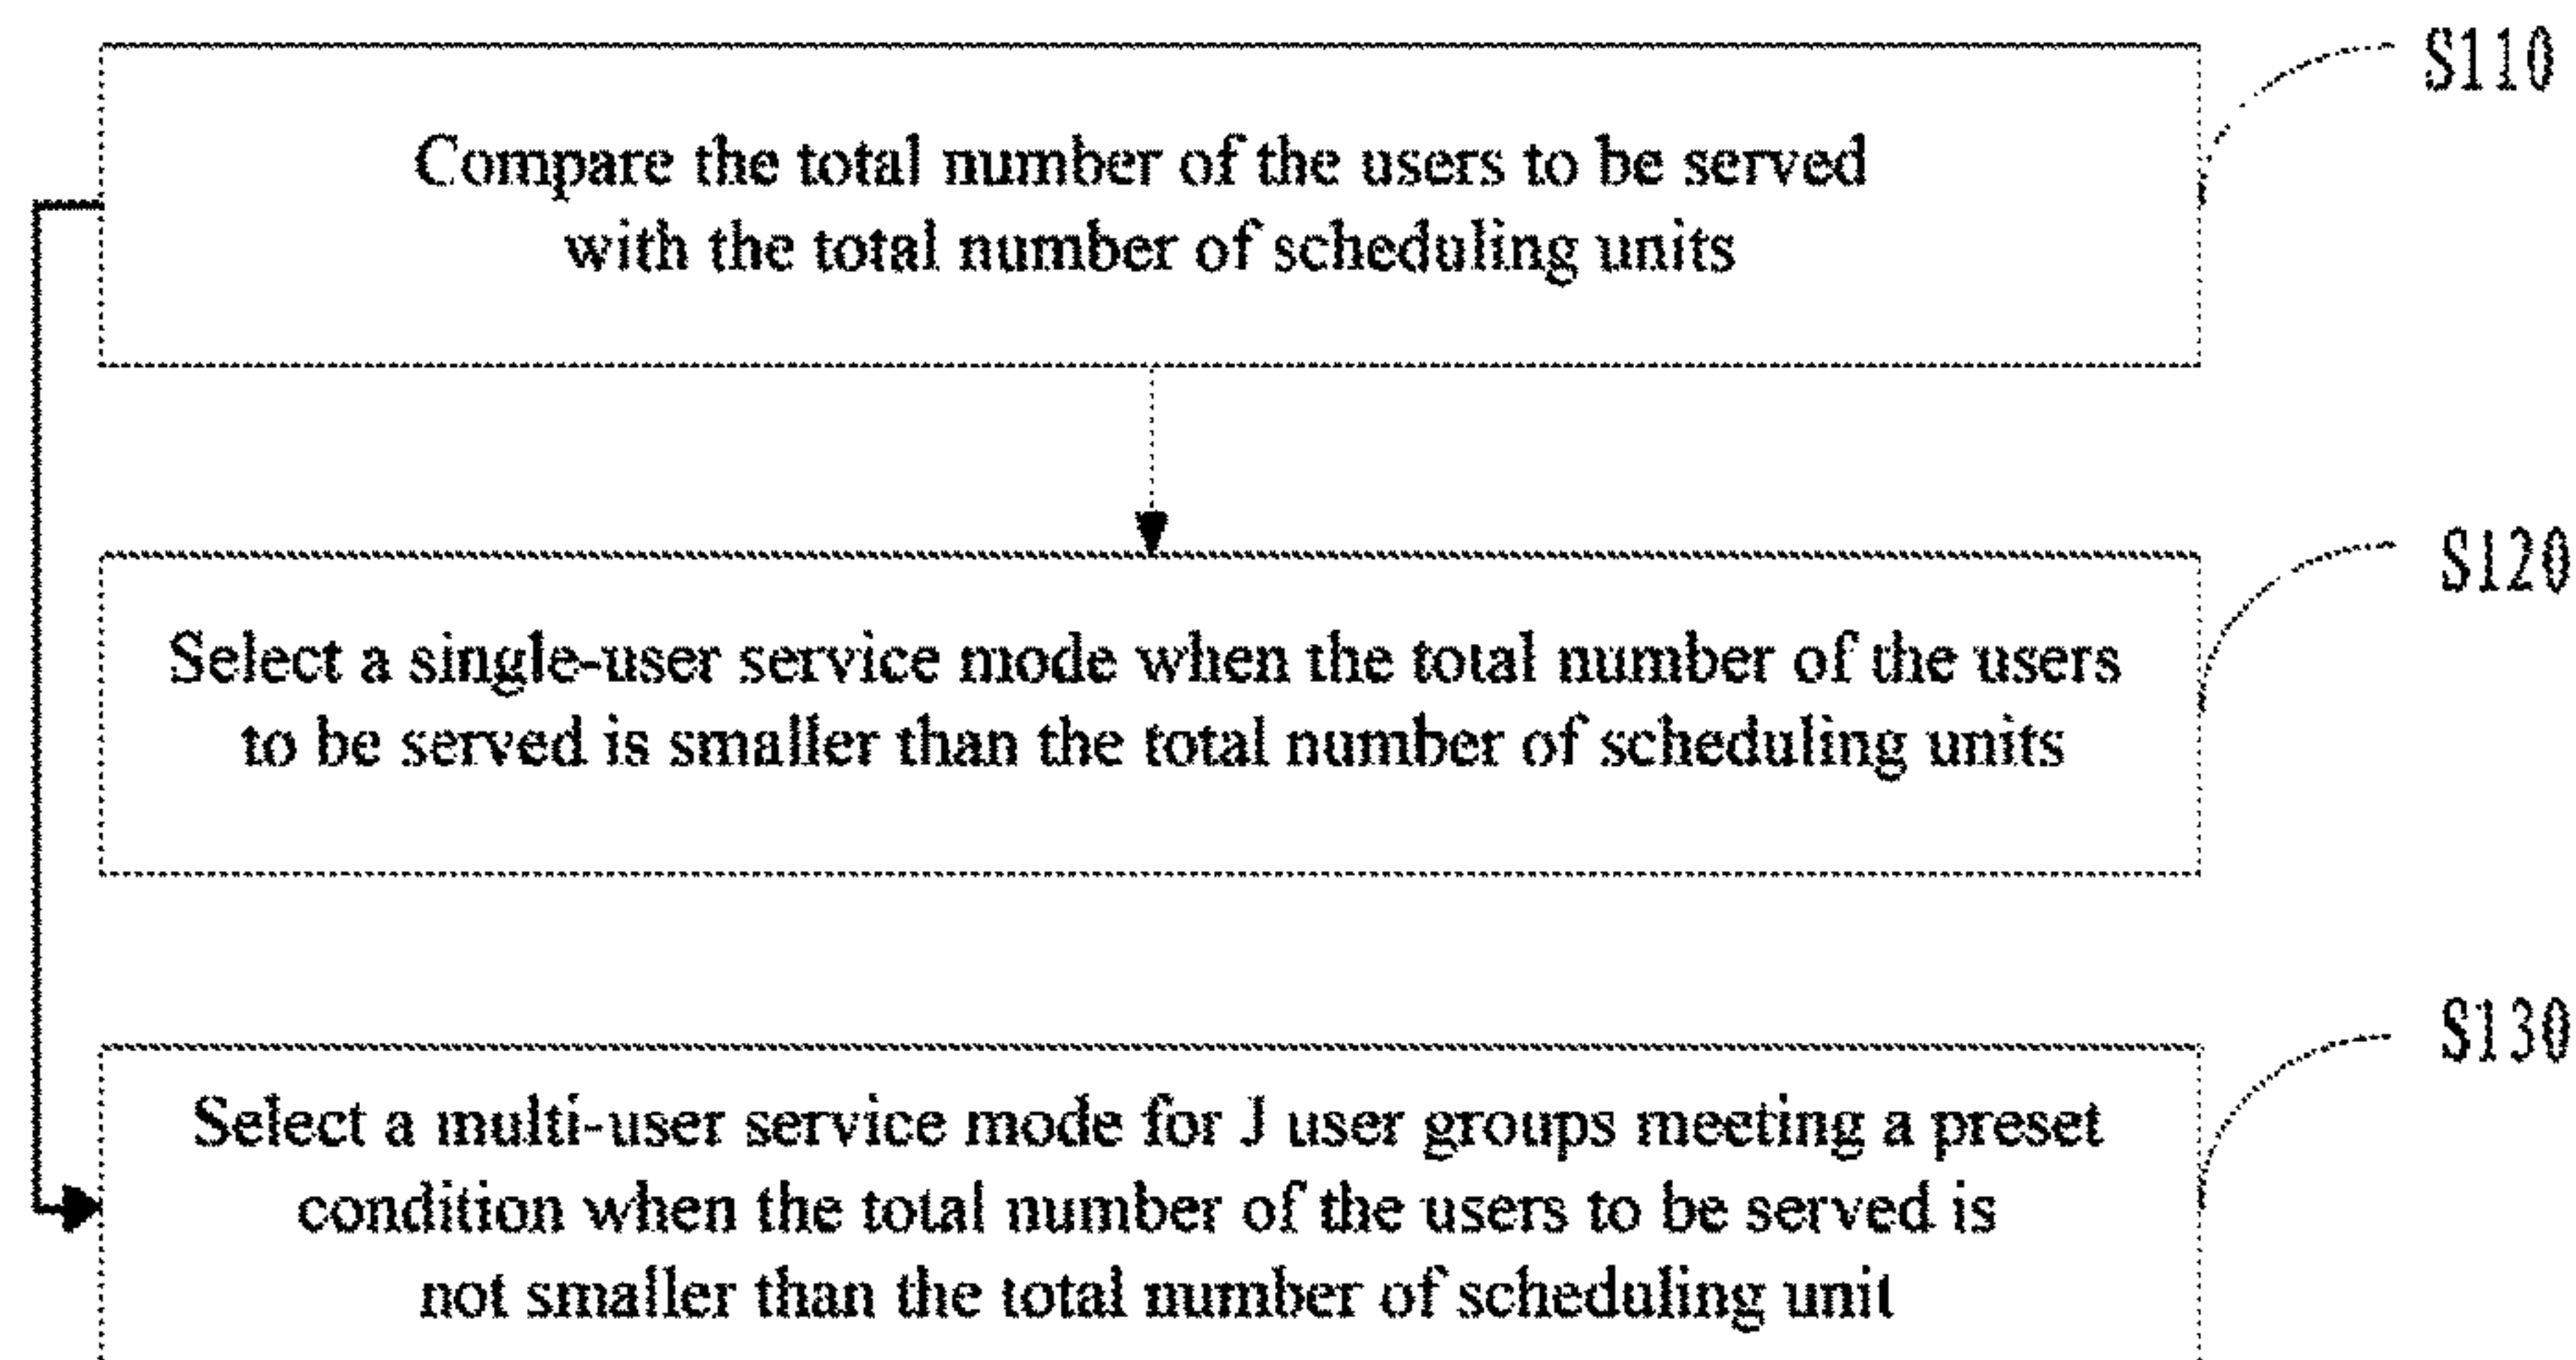 S110
Compare the total number of the users to be served
with the total number of scheduling units
S120
Select a single-user service mode when the total number of the users
to be served is smaller than the total number of scheduling units
S130
Select a multi-user service mode for J user groups meeting a preset
condition when the total number of the users to be served is
not smaller than the total number of scheduling unit